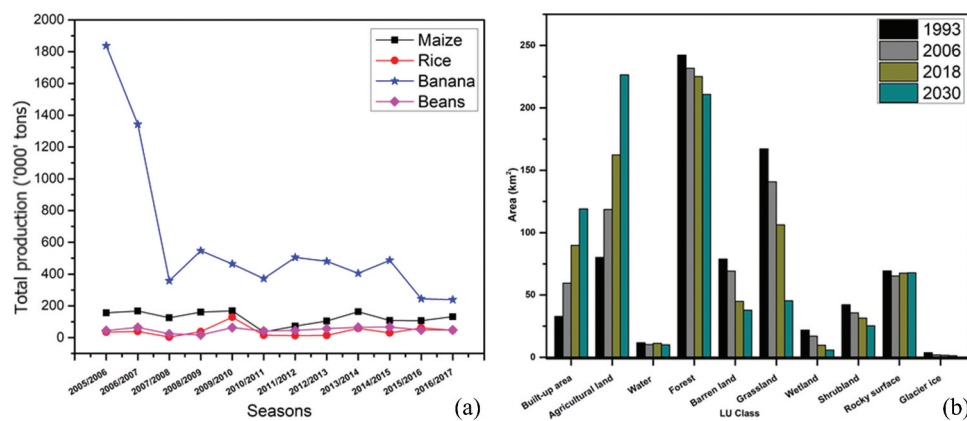 2000
1800
1600
1400
1200
1000
800
600
400
200
0
Total production ('000' tons)
Maize
Rice
Banana
Beans
2005/2006
2006/2007
2007/2008
2008/2009
2009/2010
2010/2011
2011/2012
2012/2013
2013/2014
2014/2015
2015/2016
2016/2017
Seasons
(a)
250
200
150
100
50
0
Area (km²)
1993
2006
2018
2030
Built-up area
Agricultural land
Water
Forest
Barren land
Grassland
Wetland
Shrubland
Rocky surface
Glacier ice
LU Class
(b)